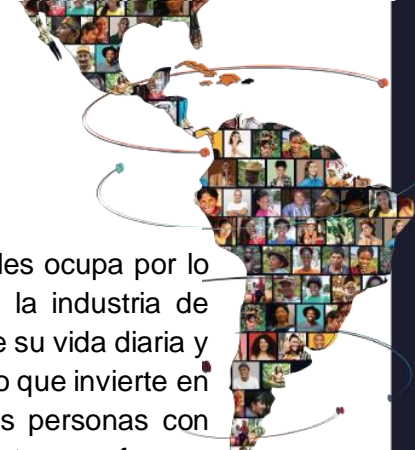 les ocupa por lo
la industria de
e su vida diaria y
o que invierte en
s personas con